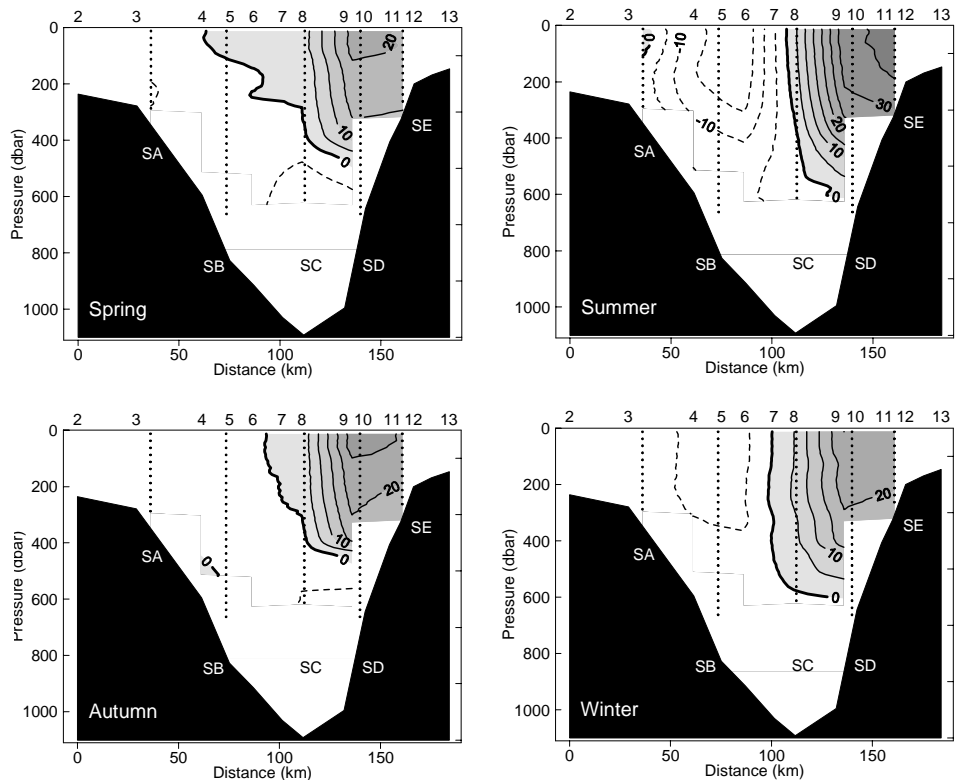 2 3 4 5 6 7 8 9 10 11 12 13
0
200
400
600
800
1000
Pressure (dbar)
20
10
0
SA
SB
SC
SD
SE
Spring
0 50 100 150
Distance (km)
2 3 4 5 6 7 8 9 10 11 12 13
0
200
400
600
800
1000
Pressure (dbar)
0
-10
-10
30
20
10
0
SA
SB
SC
SD
SE
Summer
0 50 100 150
Distance (km)
2 3 4 5 6 7 8 9 10 11 12 13
0
200
400
600
800
1000
Pressure (dbar)
20
10
0
0
SA
SB
SC
SD
SE
Autumn
0 50 100 150
Distance (km)
2 3 4 5 6 7 8 9 10 11 12 13
0
200
400
600
800
1000
Pressure (dbar)
20
10
0
SA
SB
SC
SD
SE
Winter
0 50 100 150
Distance (km)